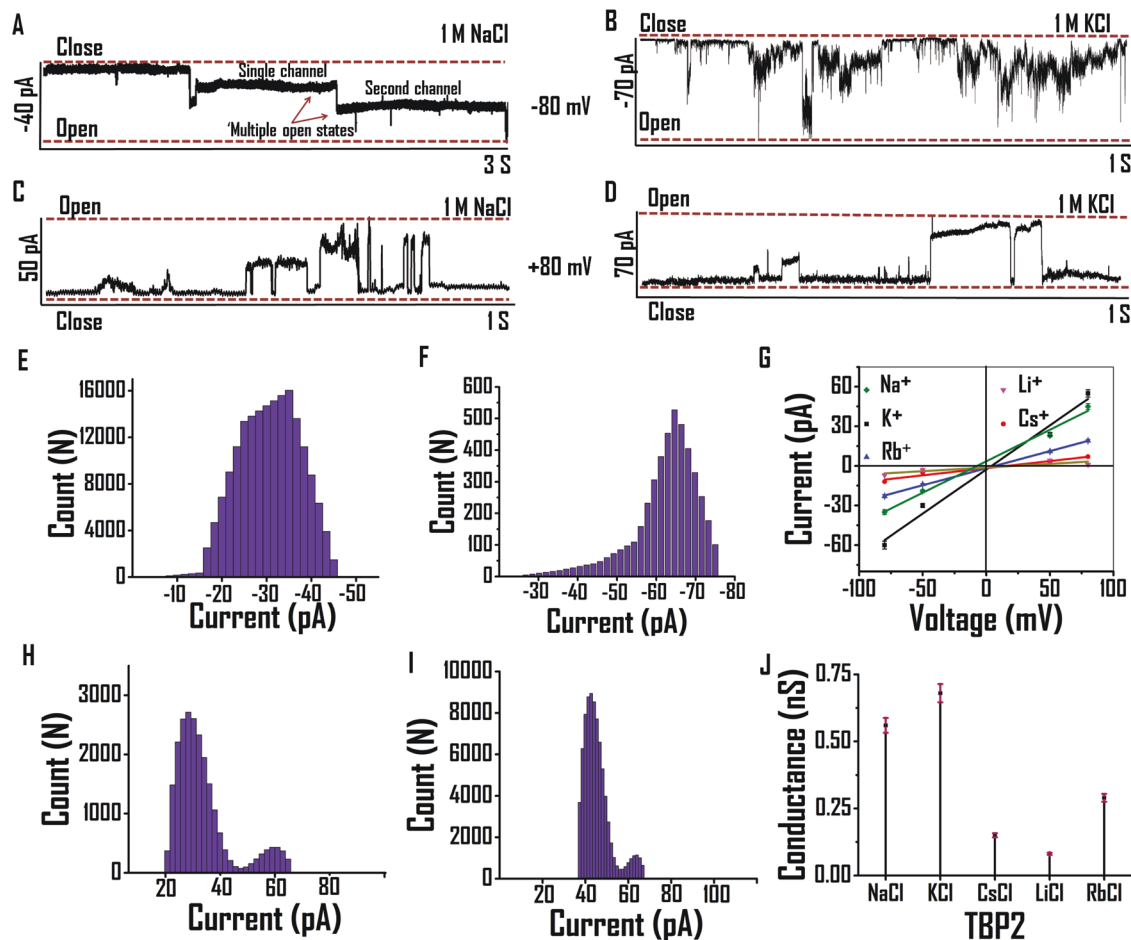 A
Close
1 M NaCl
Single channel
Second channel
'Multiple open states
-40 pA
Open
3 S
-80 mV
B
1 M KCl
-70 pA
Open
1 S
C
Open
1 M NaCl
50 pA
Close
1 S
+80 mV
D
Open
1 M KCl
70 pA
Close
1 S
E
16000
12000
8000
4000
0
Count (N)
-10 -20 -30 -40 -50
Current (pA)
F
600
500
400
300
200
100
0
Count (N)
-30 -40 -50 -60 -70 -80
Current (pA)
G
Na+
K+
Rb+
Li+
Cs+
60
30
0
-30
-60
Current (pA)
-100 -50 0 50 100
Voltage (mV)
H
3000
2000
1000
0
Count (N)
20 40 60 80
Current (pA)
I
10000
8000
6000
4000
2000
0
Count (N)
20 40 60 80 100
Current (pA)
J
0.75
0.50
0.25
0.00
Conductance (nS)
NaCl KCl CsCl LiCl RbCl
TBP2